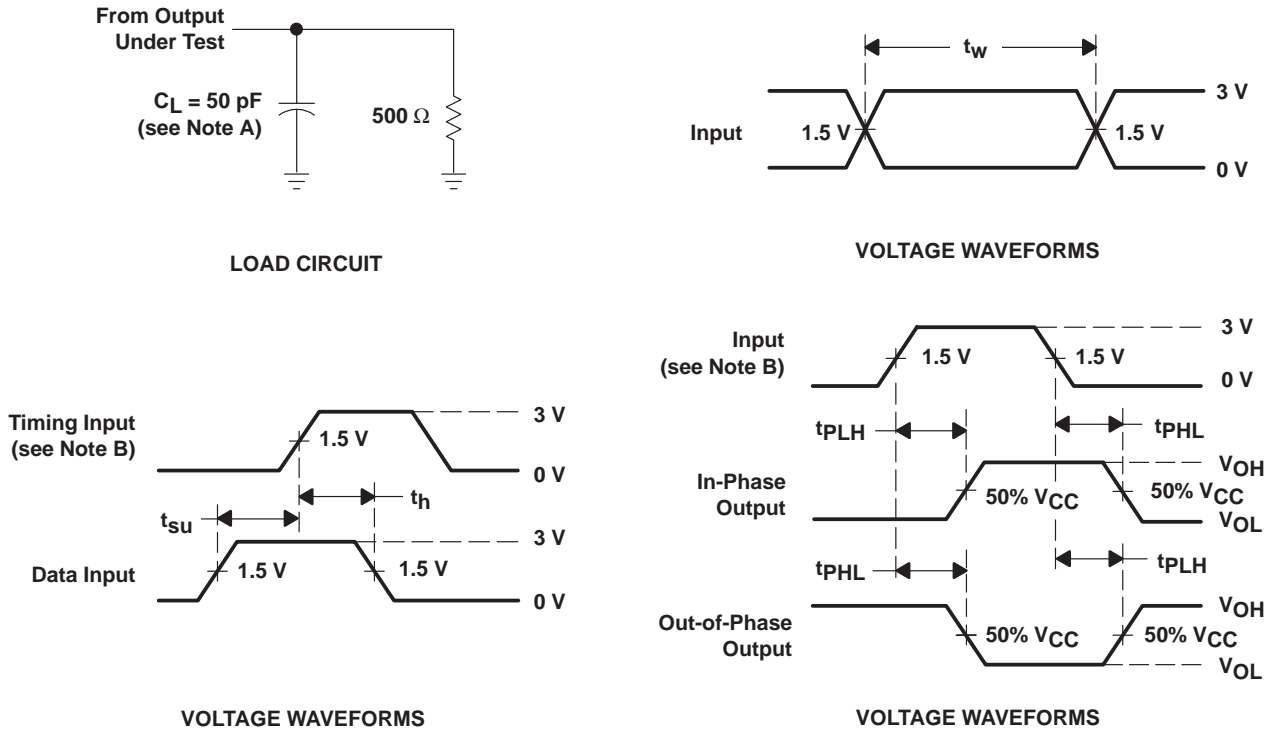 From Output
Under Test
CL = 50 pF
(see Note A)
500 Ω
LOAD CIRCUIT
tw
Input
1.5 V
1.5 V
3 V
0 V
VOLTAGE WAVEFORMS
Timing Input
(see Note B)
1.5 V
3 V
0 V
th
tsu
Data Input
1.5 V
1.5 V
3 V
0 V
VOLTAGE WAVEFORMS
Input
(see Note B)
1.5 V
1.5 V
3 V
0 V
tPLH
tPHL
In-Phase
Output
50% VCC
50% VCC
VOH
VOL
tPHL
tPLH
Out-of-Phase
Output
50% VCC
50% VCC
VOH
VOL
VOLTAGE WAVEFORMS